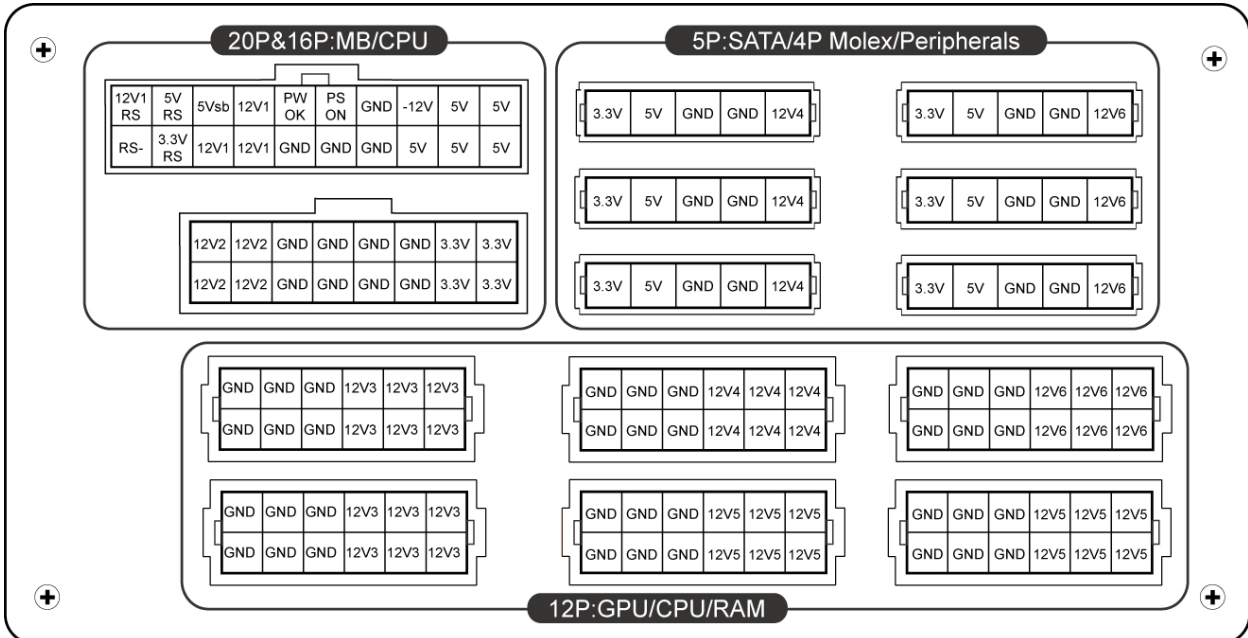 20P&16P:MB/CPU
12V1 RS 5V RS 5Vsb 12V1 PW OK PS ON GND -12V 5V 5V
RS- 3.3V RS 12V1 12V1 GND GND GND 5V 5V 5V
12V2 12V2 GND GND GND GND 3.3V 3.3V
12V2 12V2 GND GND GND GND 3.3V 3.3V
5P:SATA/4P Molex/Peripherals
3.3V 5V GND GND 12V4
3.3V 5V GND GND 12V6
3.3V 5V GND GND 12V4
3.3V 5V GND GND 12V6
3.3V 5V GND GND 12V4
3.3V 5V GND GND 12V6
GND GND GND 12V3 12V3 12V3
GND GND GND 12V3 12V3 12V3
GND GND GND 12V4 12V4 12V4
GND GND GND 12V4 12V4 12V4
GND GND GND 12V6 12V6 12V6
GND GND GND 12V6 12V6 12V6
GND GND GND 12V3 12V3 12V3
GND GND GND 12V3 12V3 12V3
GND GND GND 12V5 12V5 12V5
GND GND GND 12V5 12V5 12V5
GND GND GND 12V5 12V5 12V5
GND GND GND 12V5 12V5 12V5
12P:GPU/CPU/RAM